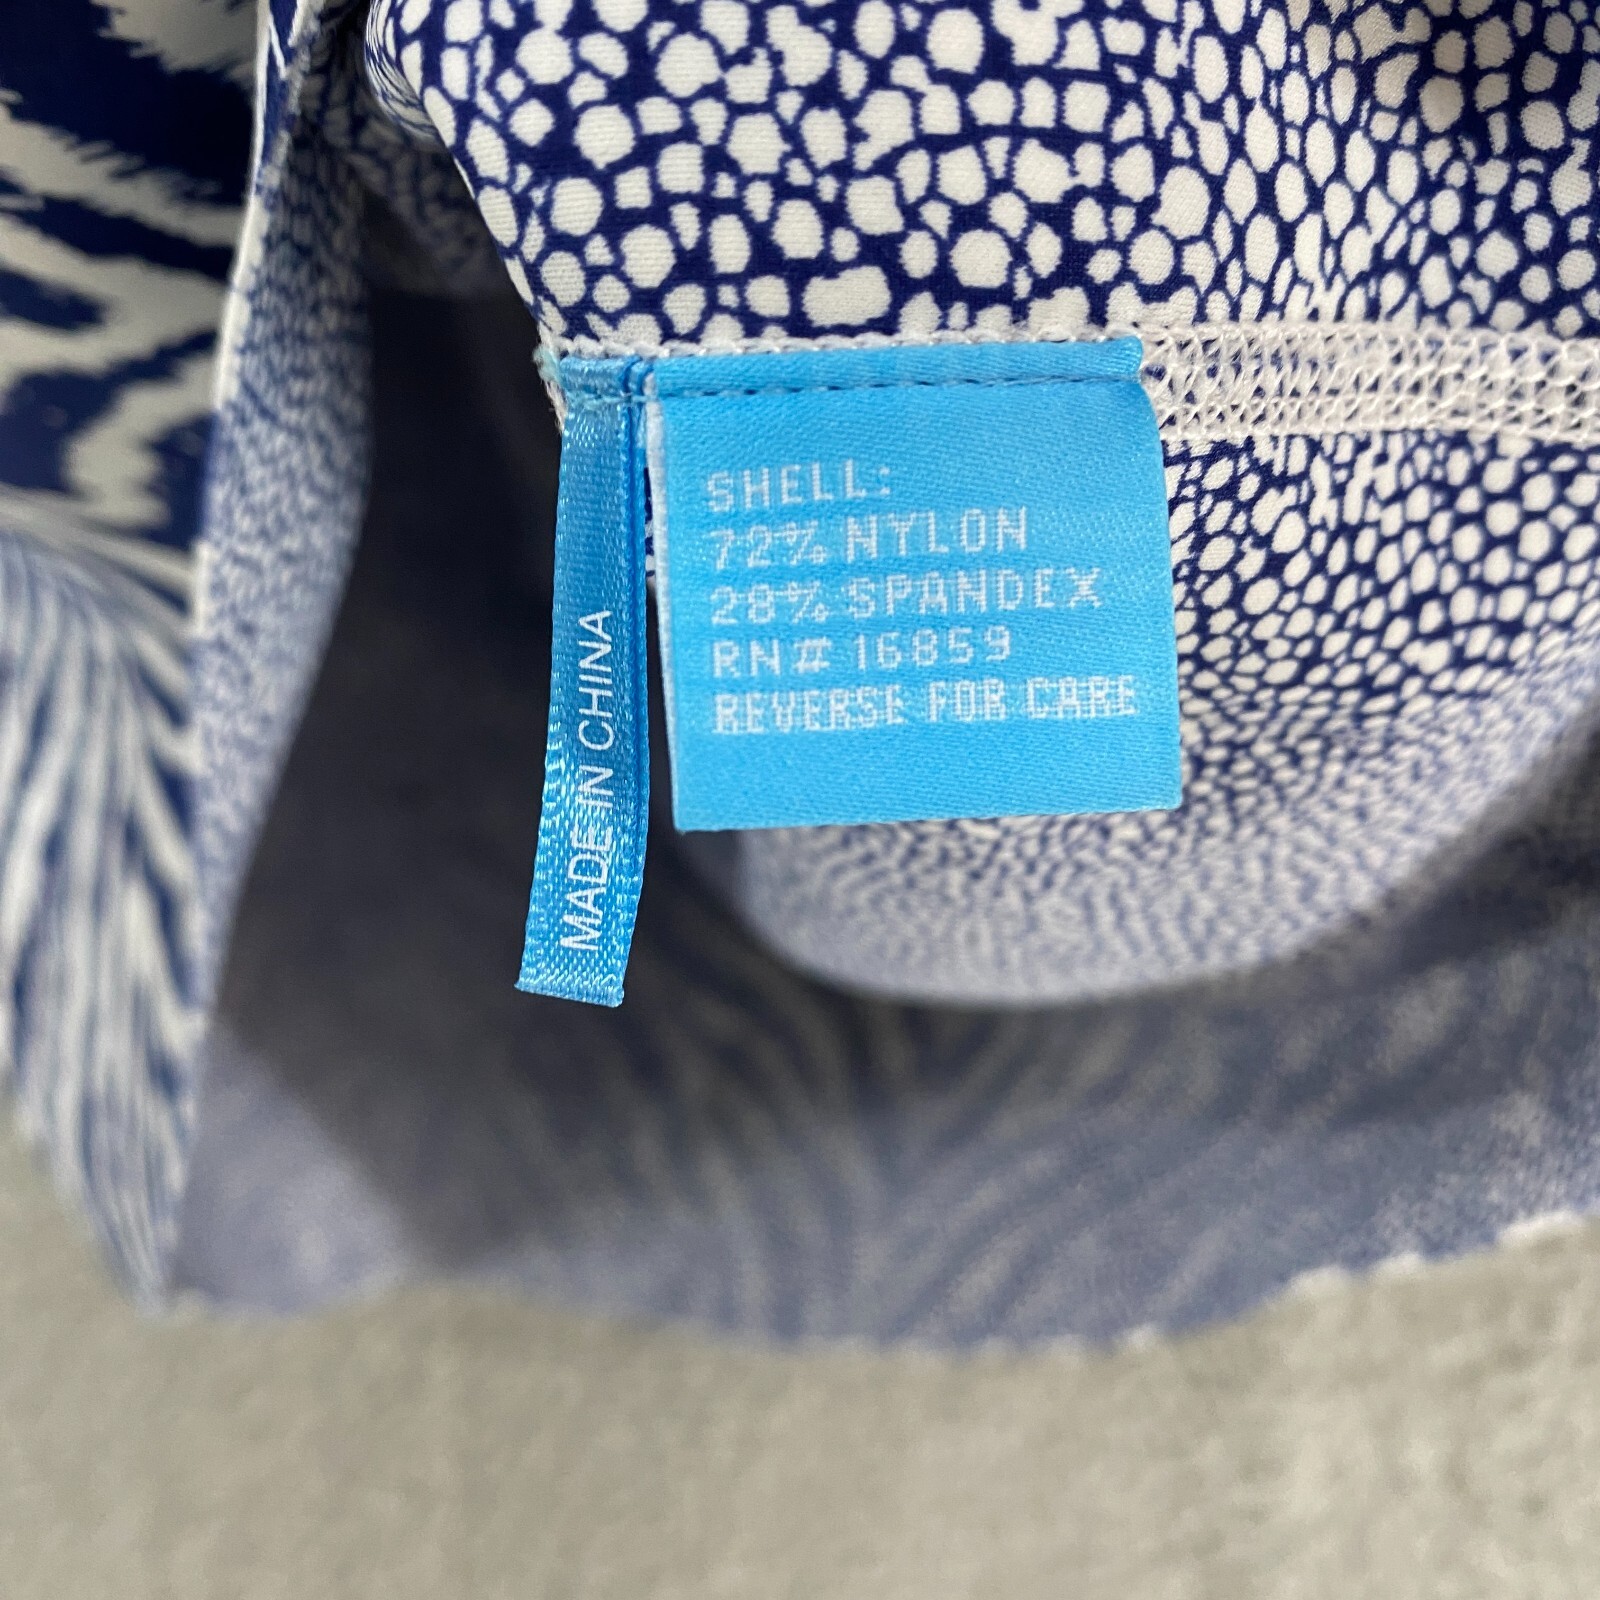 SHELL:
72% NYLON
28% SPANDEX
RN# 16859
REVERSE FOR CARE
MADE IN CHINA